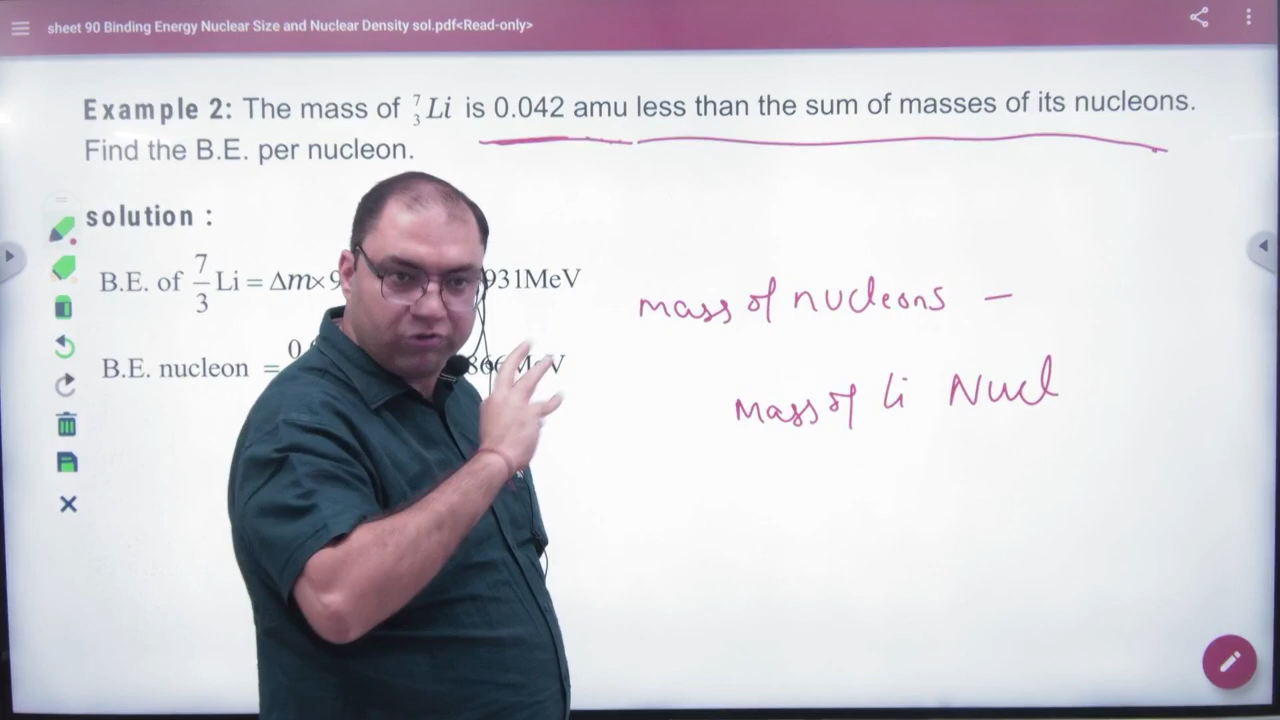 sheet 90 Binding Energy Nuclear Size and Nuclear Density sol.pdf<Read-only>
Example 2: The mass of ⁷₃Li is 0.042 amu less than the sum of masses of its nucleons.
Find the B.E. per nucleon.
solution :
B.E. of 7/3 Li = Δm×9 931MeV
B.E. nucleon = 0. 866MeV
mass of nucleons –
Mass of Li Nucl